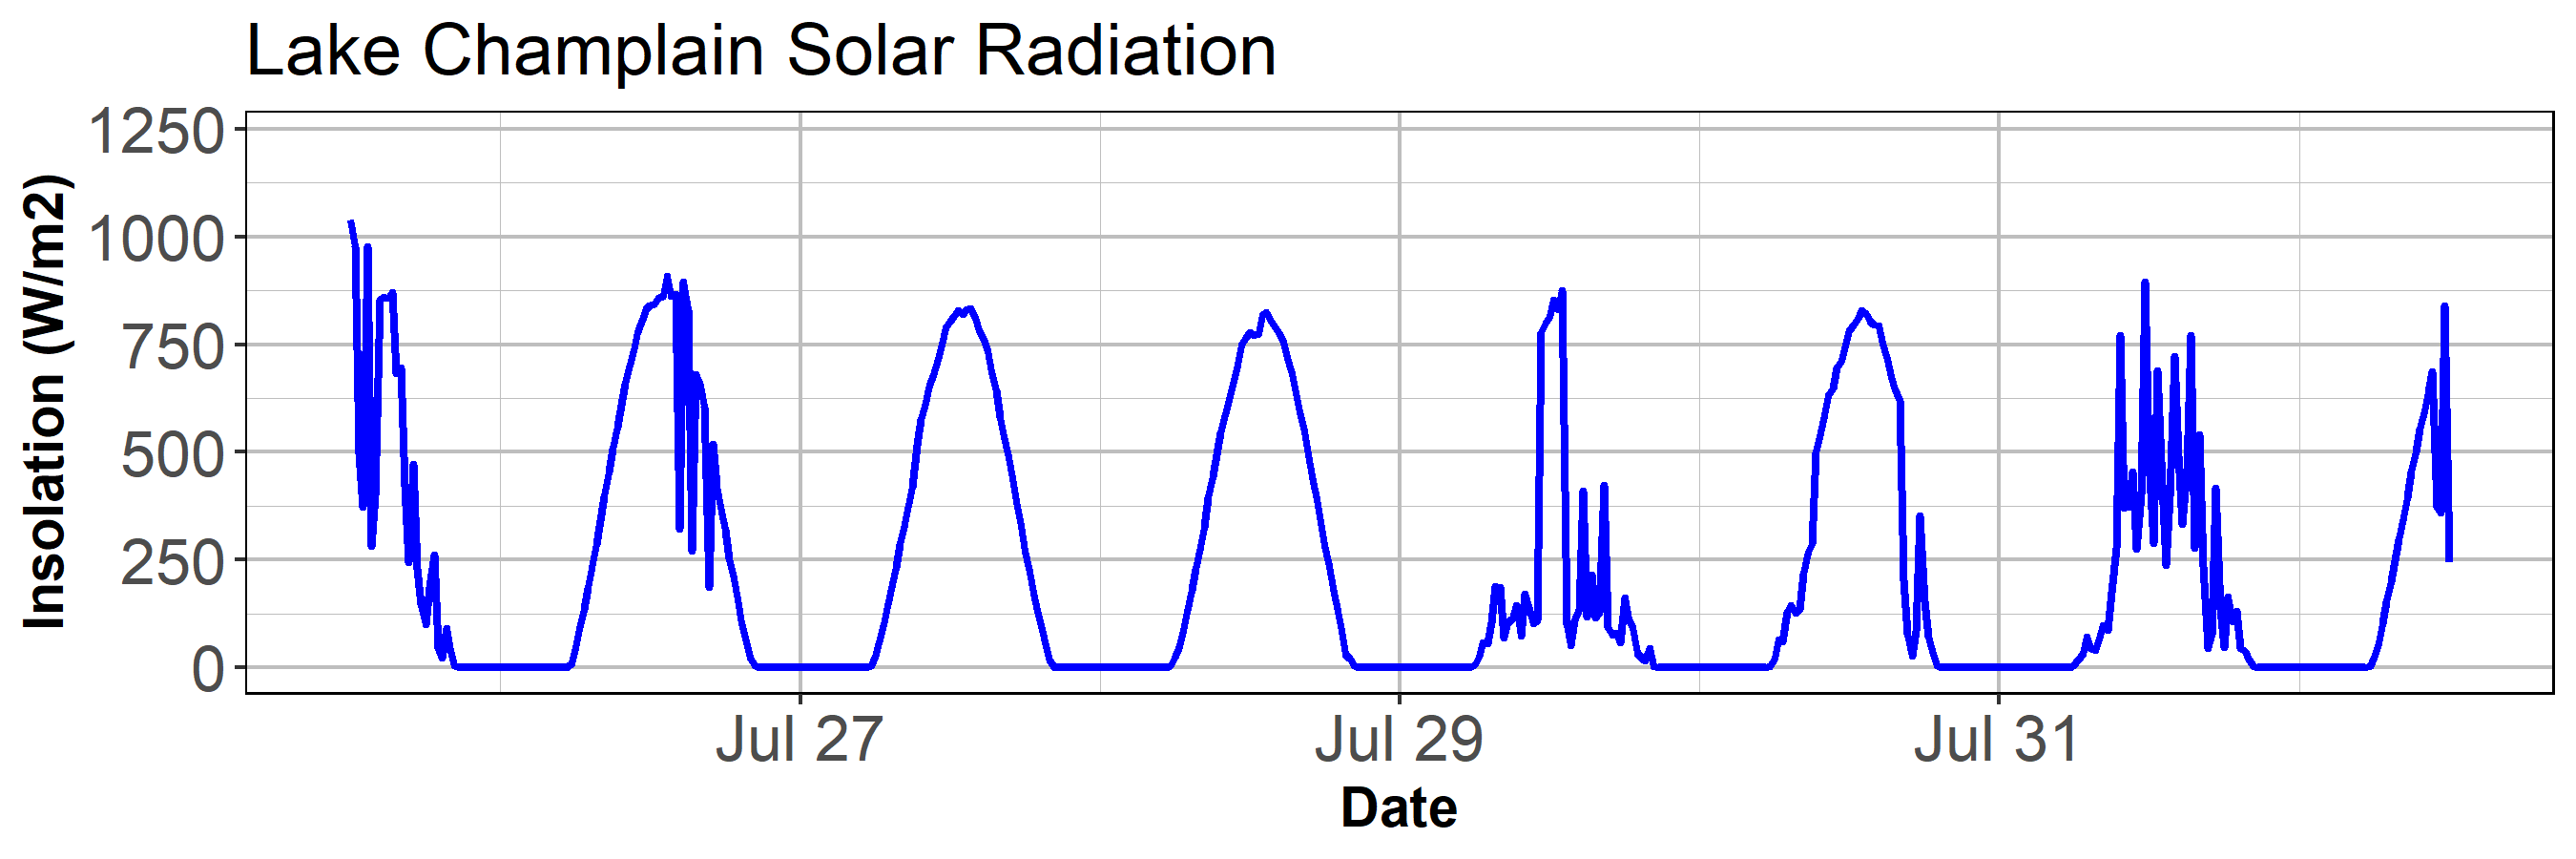 Lake Champlain Solar Radiation
1250
1000
750
500
250
0
Insolation (W/m2)
Jul 27
Jul 29
Jul 31
Date